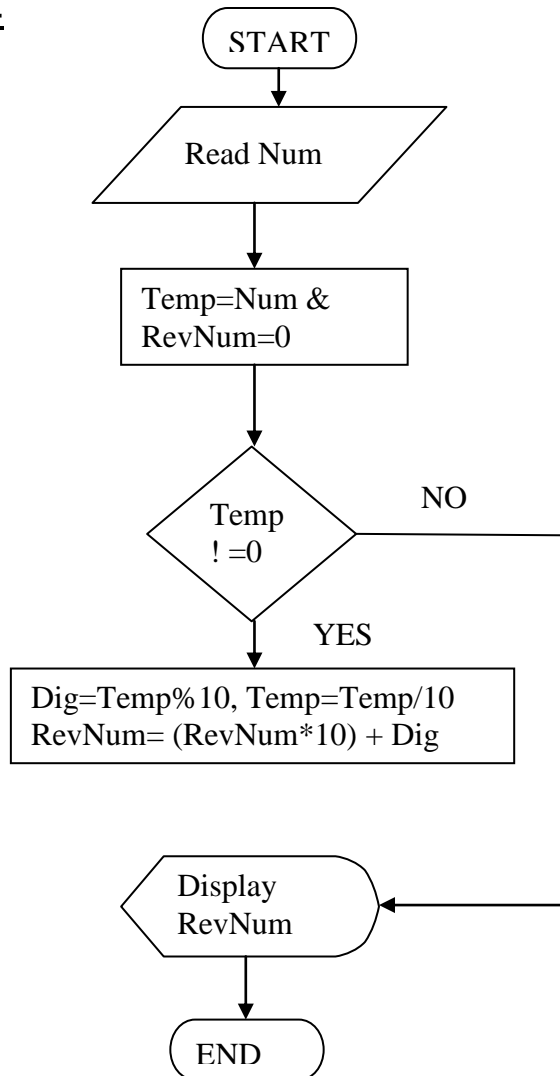 START
Read Num
Temp=Num &
RevNum=0
Temp
! =0
NO
YES
Dig=Temp%10, Temp=Temp/10
RevNum= (RevNum*10) + Dig
Display
RevNum
END